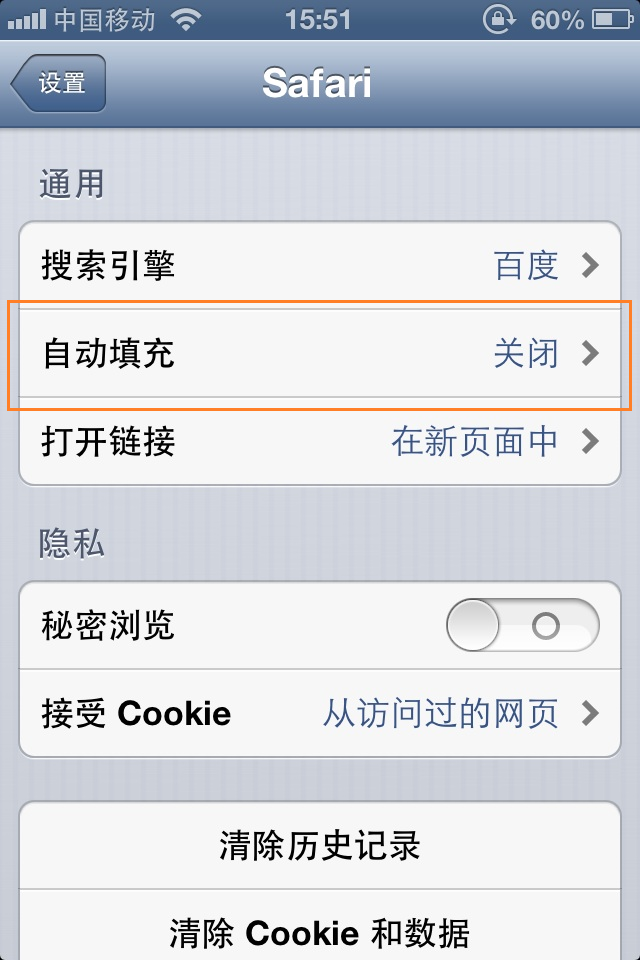 中国移动 15:51 60%
设置 Safari
通用
搜索引擎 百度
自动填充 关闭
打开链接 在新页面中
隐私
秘密浏览
接受 Cookie 从访问过的网页
清除历史记录
清除 Cookie 和数据